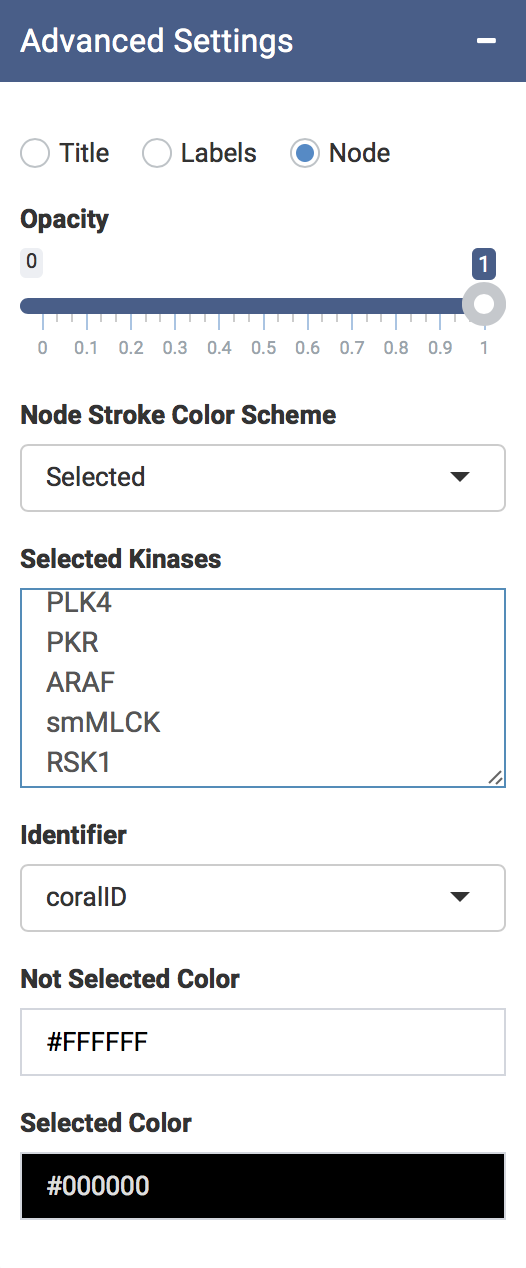 Advanced Settings
Title Labels Node
Opacity
0 1
0 0.1 0.2 0.3 0.4 0.5 0.6 0.7 0.8 0.9 1
Node Stroke Color Scheme
Selected
Selected Kinases
PLK4
PKR
ARAF
smMLCK
RSK1
Identifier
coralID
Not Selected Color
#FFFFFF
Selected Color
#000000